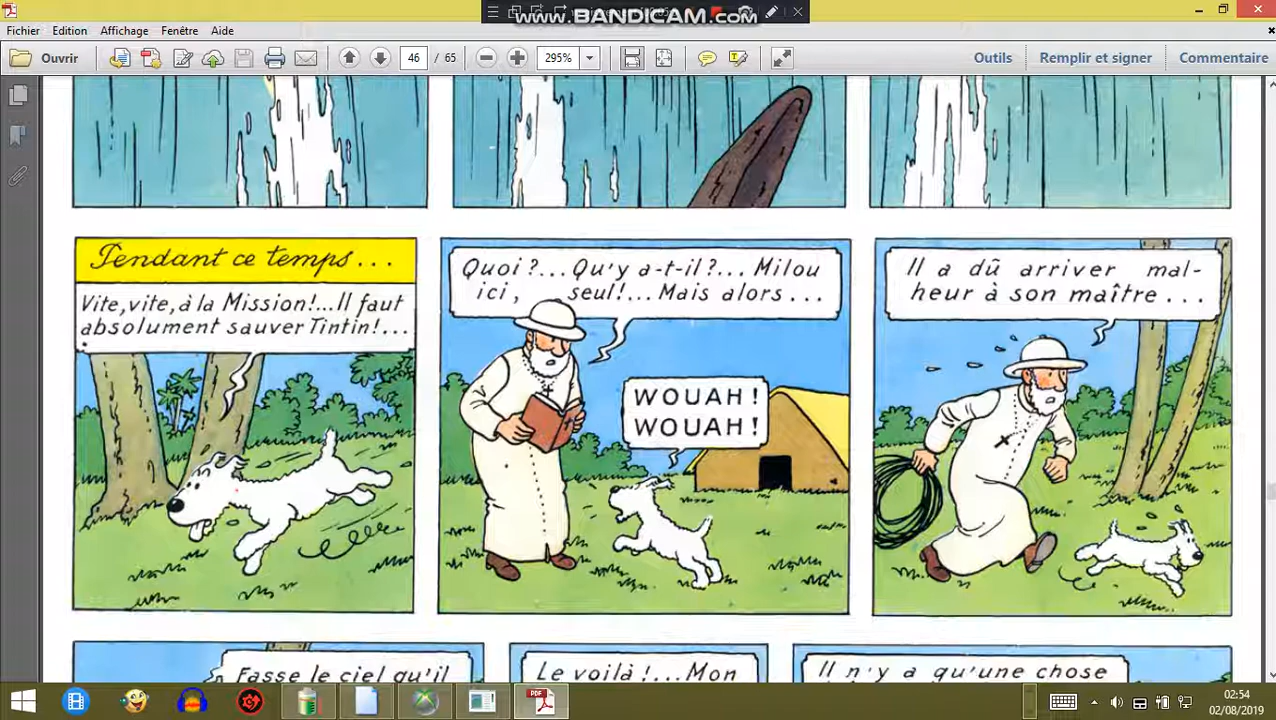 www.BANDICAM.com
Fichier Edition Affichage Fenêtre Aide
Ouvrir 46 / 65 295% Outils Remplir et signer Commentaire
Pendant ce temps...
Vite, vite, à la Mission!... Il faut
absolument sauver Tintin!...
Quoi?... Qu'y a-t-il?... Milou
ici, seul!... Mais alors...
WOUAH!
WOUAH!
Il a dû arriver mal-
heur à son maître...
Fasse le ciel qu'il
Le voilà!... Mon
Il n'y a qu'une chose
PDF
02:54
02/08/2019